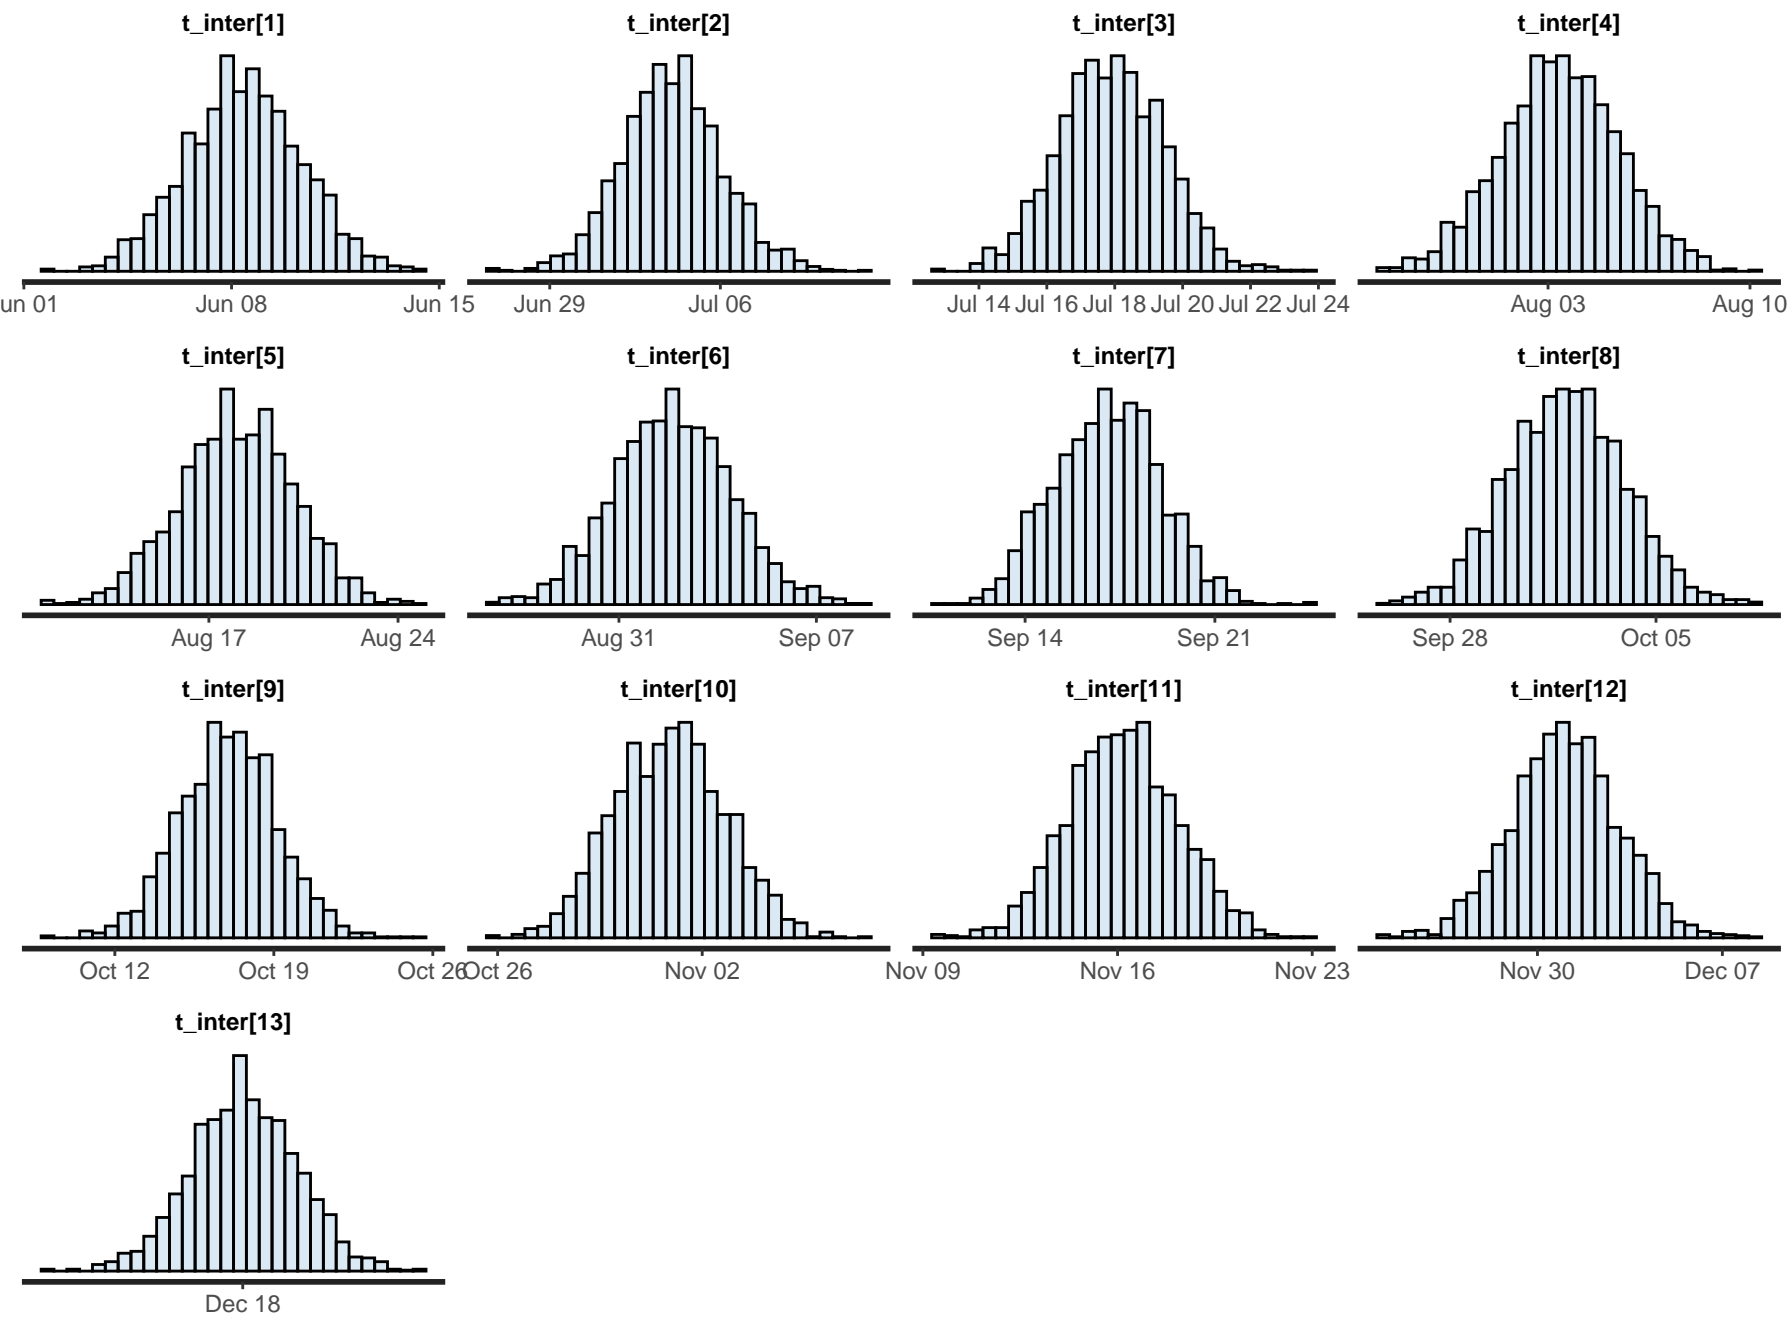 t_inter[1] t_inter[2] t_inter[3] t_inter[4]
un 01 Jun 08 Jun 15 Jun 29 Jul 06 Jul 14 Jul 16 Jul 18 Jul 20 Jul 22 Jul 24 Aug 03 Aug 10
t_inter[5] t_inter[6] t_inter[7] t_inter[8]
Aug 17 Aug 24 Aug 31 Sep 07 Sep 14 Sep 21 Sep 28 Oct 05
t_inter[9] t_inter[10] t_inter[11] t_inter[12]
Oct 12 Oct 19 Oct 26 Oct 26 Nov 02 Nov 09 Nov 16 Nov 23 Nov 30 Dec 07
t_inter[13]
Dec 18